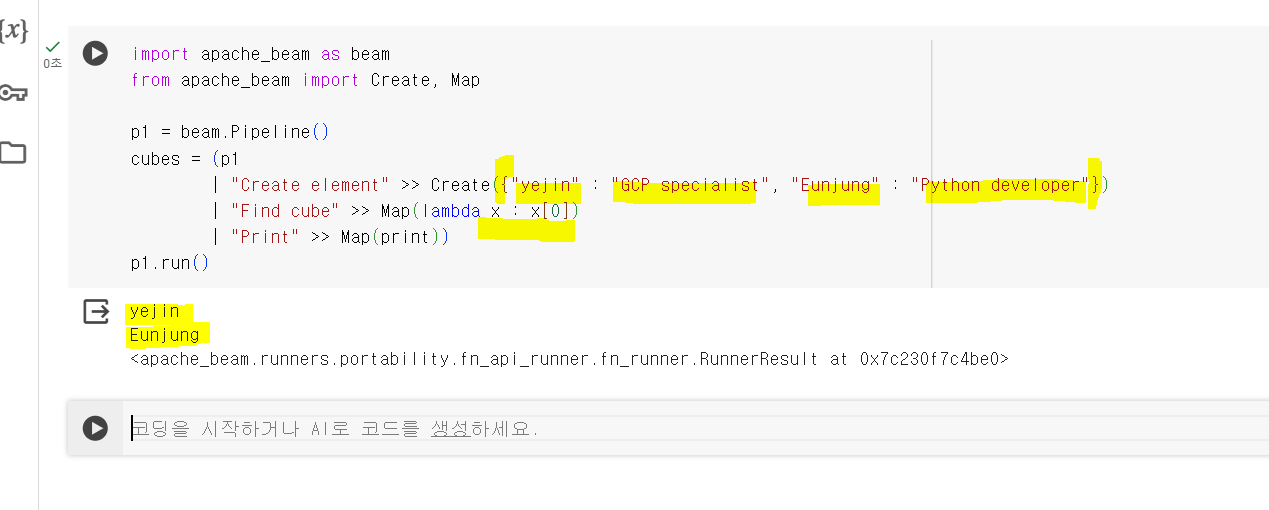 {x}
0초
import apache_beam as beam
from apache_beam import Create, Map
p1 = beam.Pipeline()
cubes = (p1
| "Create element" >> Create({"yejin" : "GCP specialist", "Eunjung" : "Python developer"})
| "Find cube" >> Map(lambda x : x[0])
| "Print" >> Map(print))
p1.run()
yejin
Eunjung
<apache_beam.runners.portability.fn_api_runner.fn_runner.RunnerResult at 0x7c230f7c4be0>
코딩을 시작하거나 AI로 코드를 생성하세요.